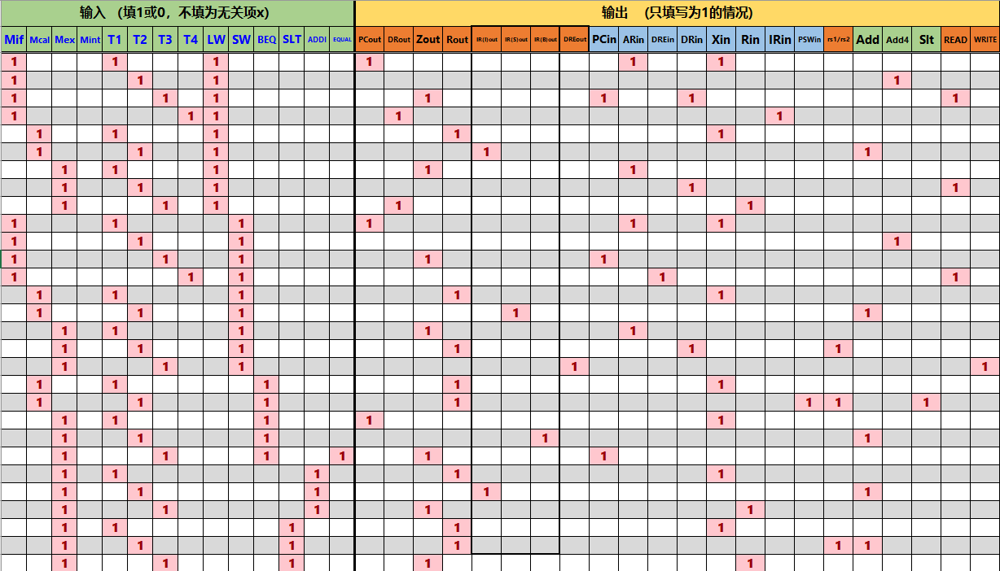 输入 (填1或0，不填为无关项x) 输出 (只填写为1的情况)
Mif Mcal Mex Mint T1 T2 T3 T4 LW SW BEQ SLT ADDI EQUAL PCout DRout Zout Rout IR(I)out IR(S)out IR(B)out DREout PCin ARin DREin DRin Xin Rin IRin PSWin rs1/rs2 Add Add4 Slt READ WRITE
1 1 1 1 1 1
1 1 1 1
1 1 1 1 1 1 1
1 1 1 1 1
1 1 1 1 1
1 1 1 1 1
1 1 1 1 1
1 1 1 1 1
1 1 1 1 1
1 1 1 1 1 1
1 1 1 1
1 1 1 1 1
1 1 1 1 1
1 1 1 1 1
1 1 1 1 1
1 1 1 1 1
1 1 1 1 1 1
1 1 1 1 1
1 1 1 1 1
1 1 1 1 1 1 1
1 1 1 1 1
1 1 1 1 1
1 1 1 1 1 1
1 1 1 1 1
1 1 1 1 1
1 1 1 1 1
1 1 1 1 1
1 1 1 1 1 1
1 1 1 1 1